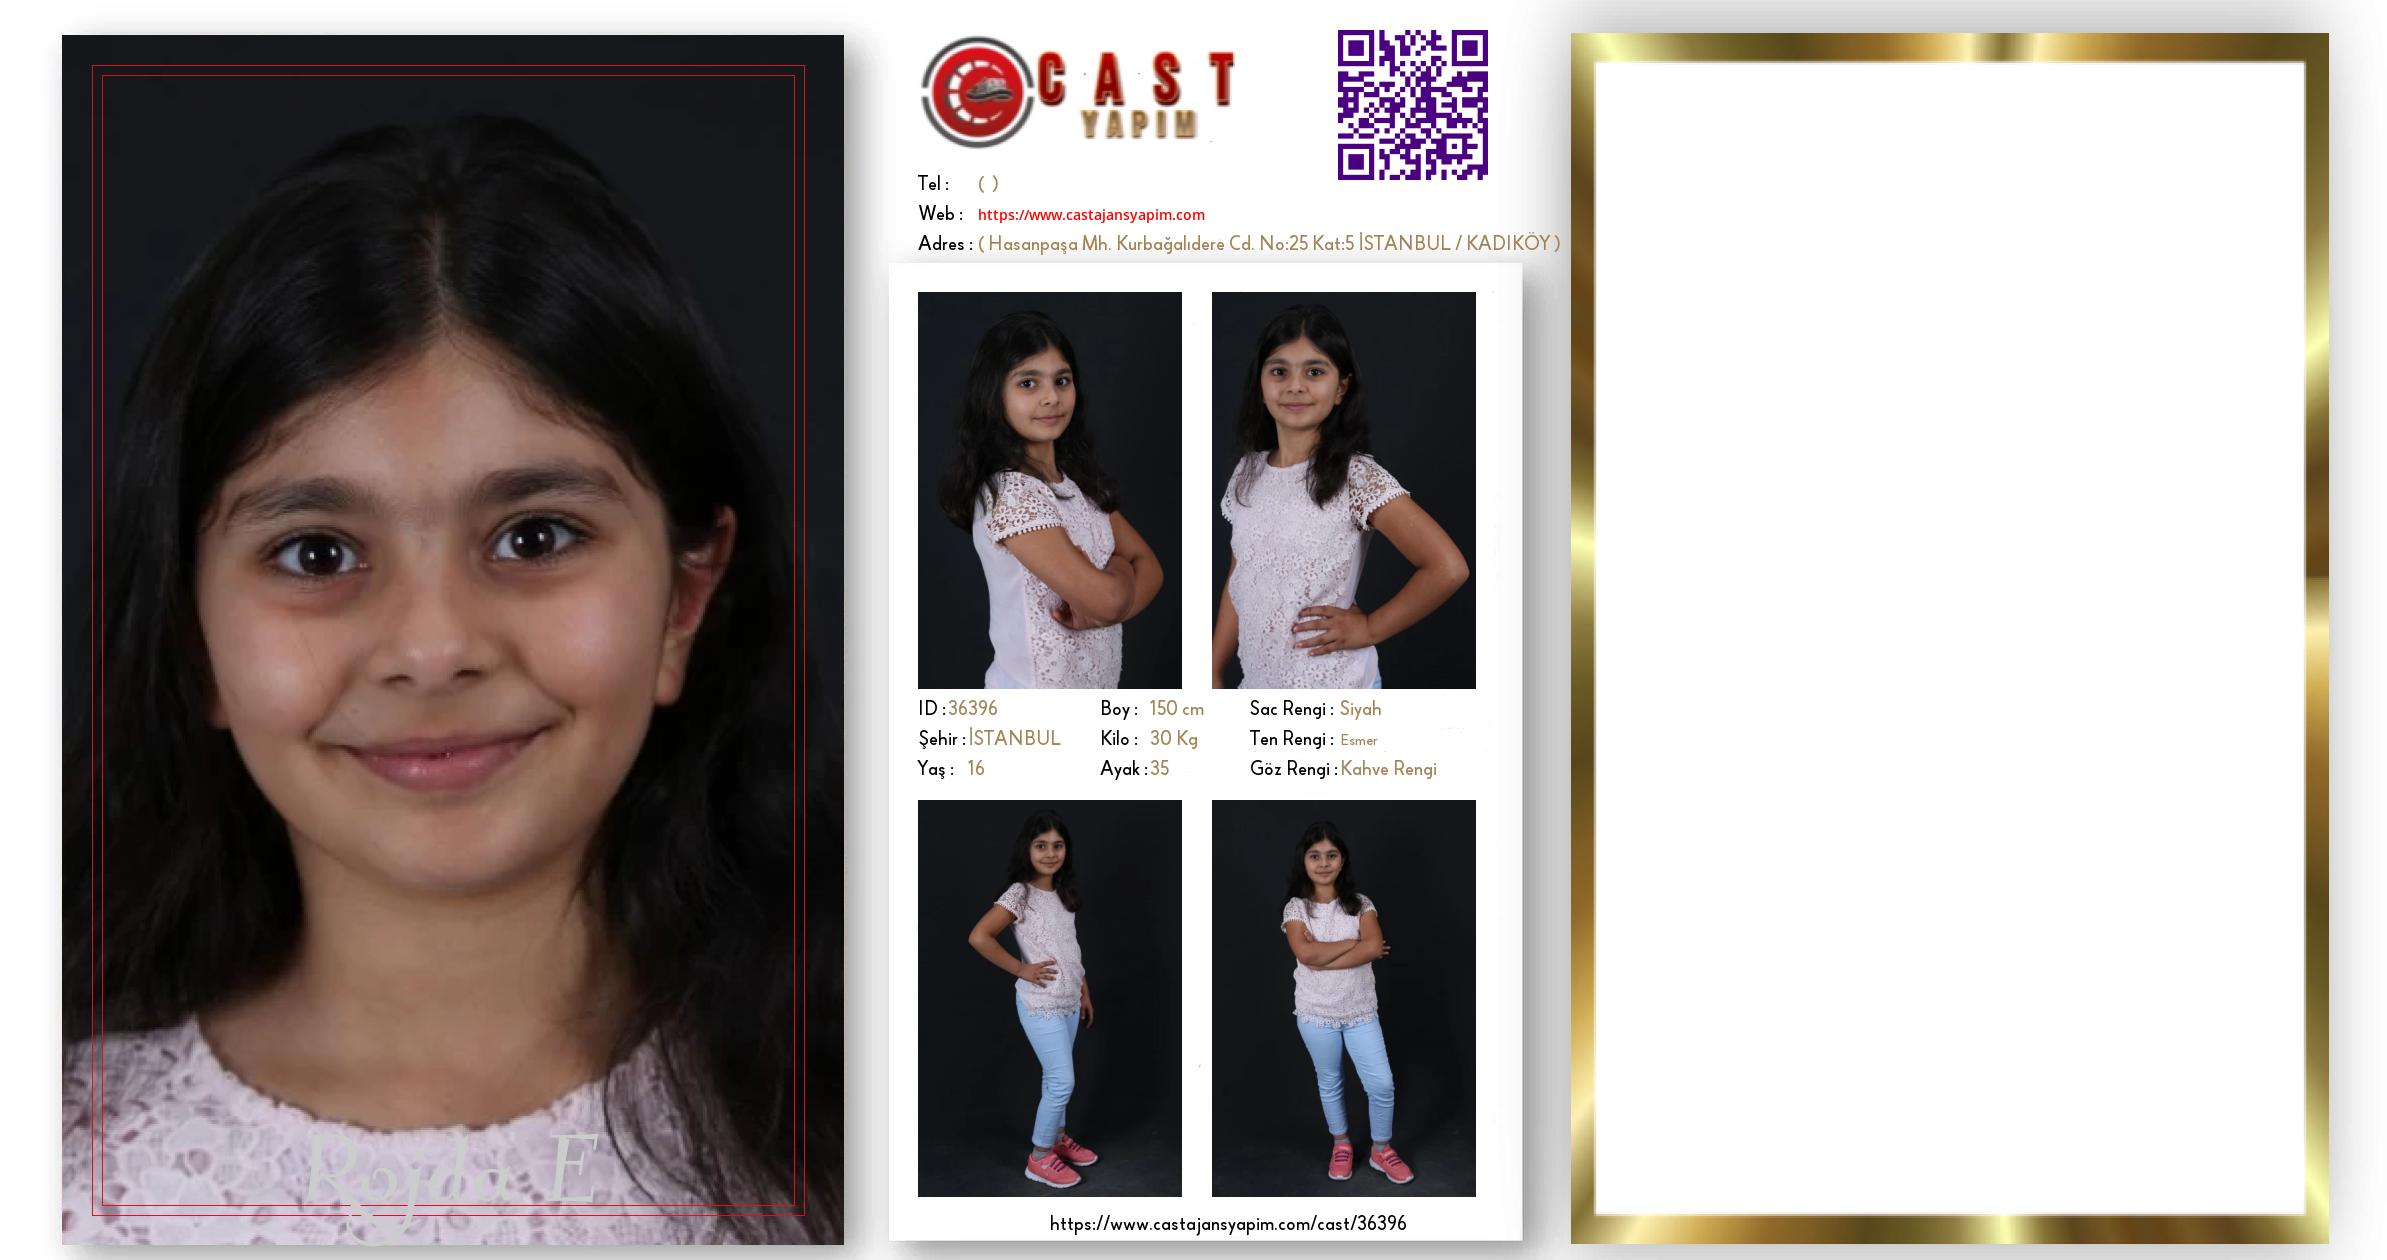 Rojda E
CAST
YAPIM
Tel : ( )
Web : https://www.castajansyapim.com
Adres : ( Hasanpaşa Mh. Kurbağalıdere Cd. No:25 Kat:5 İSTANBUL / KADIKÖY )
ID : 36396 Boy : 150 cm Sac Rengi : Siyah
Şehir : İSTANBUL Kilo : 30 Kg Ten Rengi : Esmer
Yaş : 16 Ayak : 35 Göz Rengi : Kahve Rengi
https://www.castajansyapim.com/cast/36396